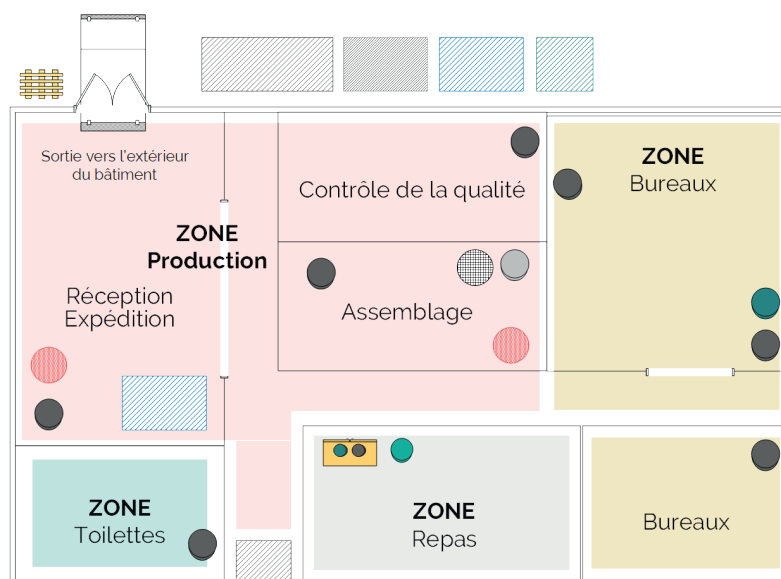 Sortie vers l'extérieur
du bâtiment
ZONE
Production
Réception
Expédition
Contrôle de la qualité
Assemblage
ZONE
Bureaux
ZONE
Toilettes
ZONE
Repas
Bureaux